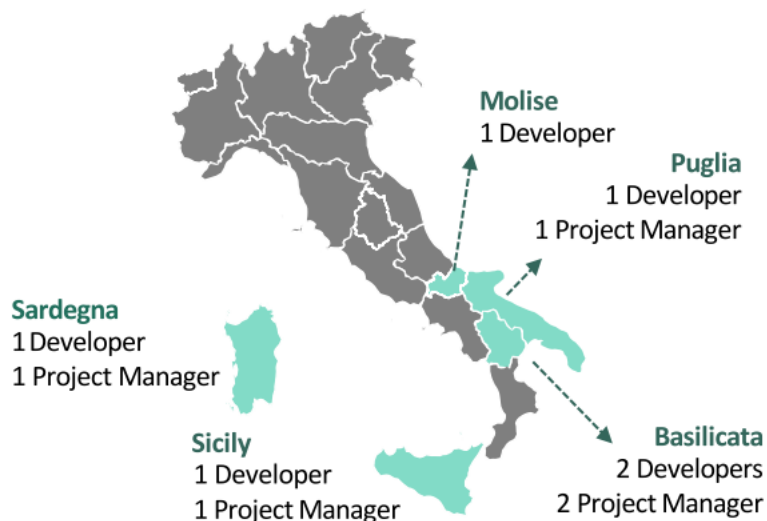 Molise
1 Developer
Puglia
1 Developer
1 Project Manager
Sardegna
1 Developer
1 Project Manager
Sicily
1 Developer
1 Project Manager
Basilicata
2 Developers
2 Project Manager